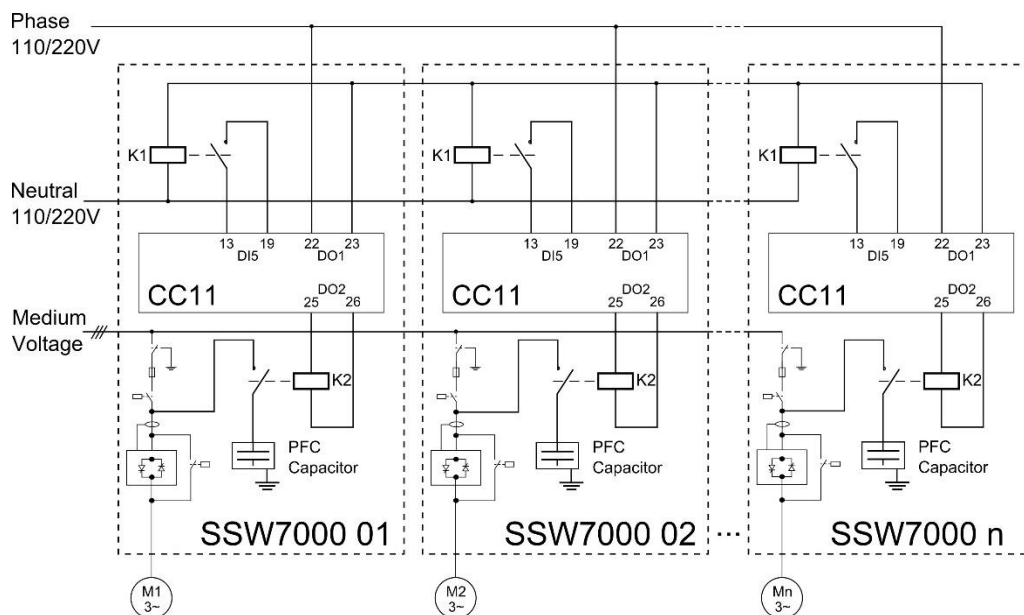 Phase
110/220V
K1
K1
K1
Neutral
110/220V
13 19 22 23
DI5 DO1
13 19 22 23
DI5 DO1
13 19 22 23
DI5 DO1
CC11
DO2
25 26
CC11
DO2
25 26
CC11
DO2
25 26
Medium
Voltage
K2
K2
K2
PFC
Capacitor
PFC
Capacitor
PFC
Capacitor
SSW7000 01
SSW7000 02
...
SSW7000 n
M1
3~
M2
3~
Mn
3~